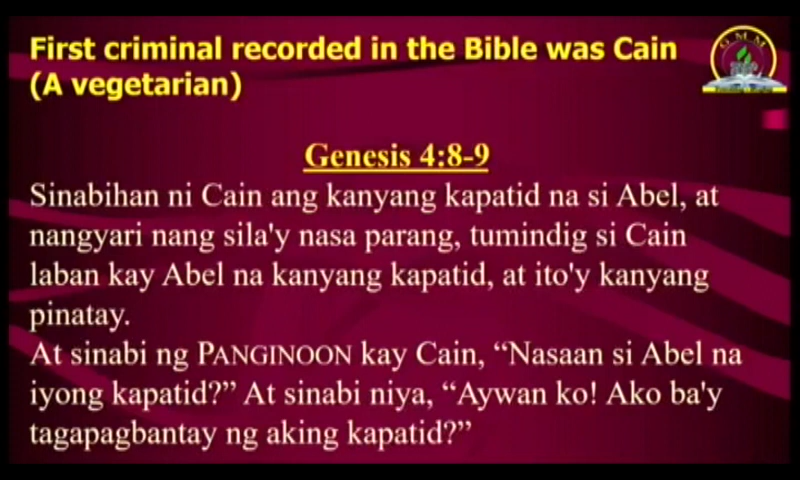 First criminal recorded in the Bible was Cain
(A vegetarian)
G.M.M
Genesis 4:8-9
Sinabihan ni Cain ang kanyang kapatid na si Abel, at
nangyari nang sila'y nasa parang, tumindig si Cain
laban kay Abel na kanyang kapatid, at ito'y kanyang
pinatay.
At sinabi ng PANGINOON kay Cain, “Nasaan si Abel na
iyong kapatid?” At sinabi niya, “Aywan ko! Ako ba'y
tagapagbantay ng aking kapatid?”